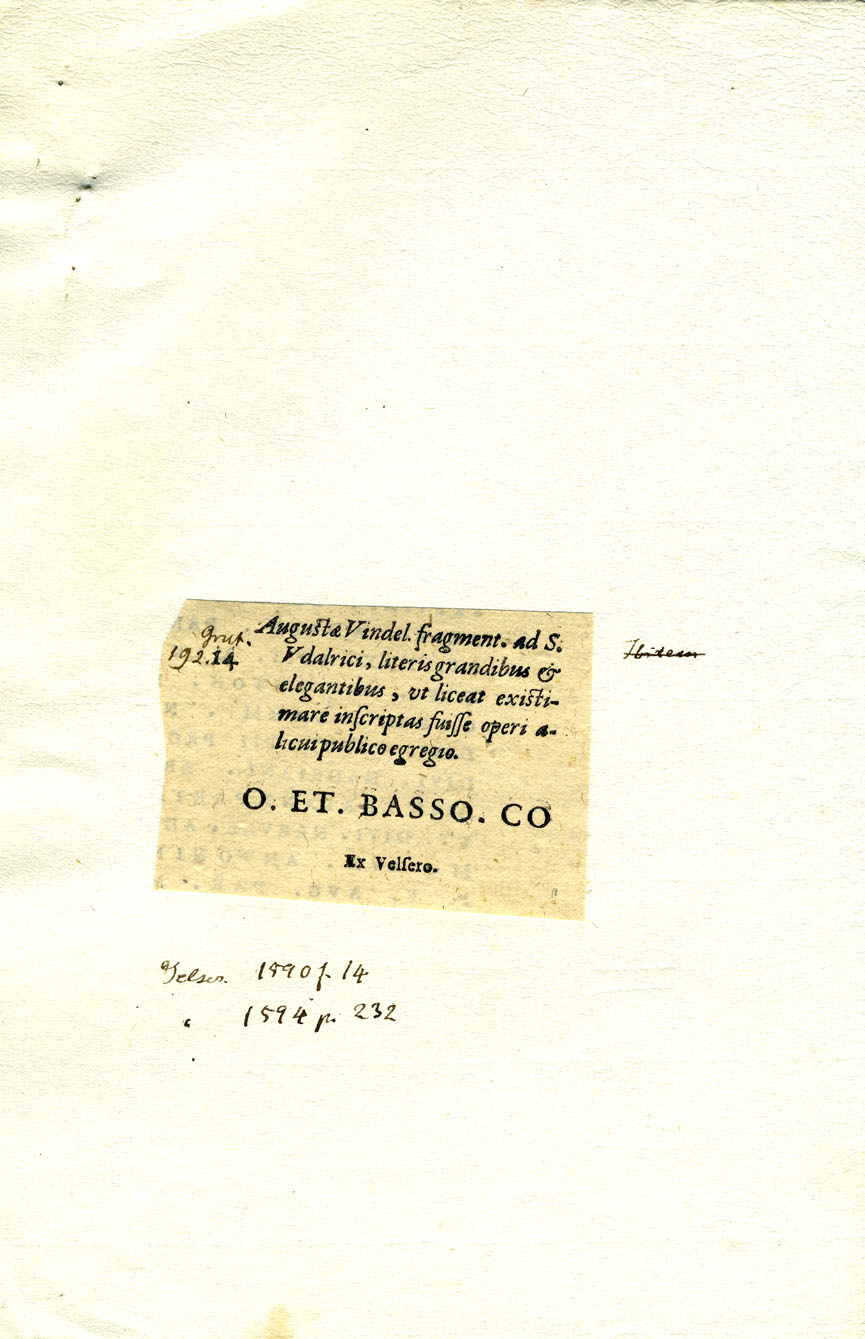 Grut.
192.14
Augustæ Vindel. fragment. ad S.
Vdalrici, literis grandibus &
elegantibus, vt liceat existi-
mare inscriptas fuisse operi a-
licui publico egregio.
O. ET. BASSO. CO
Ex Velsero.
Ibidem
Velser. 1590 f. 14
" 1594 p. 232